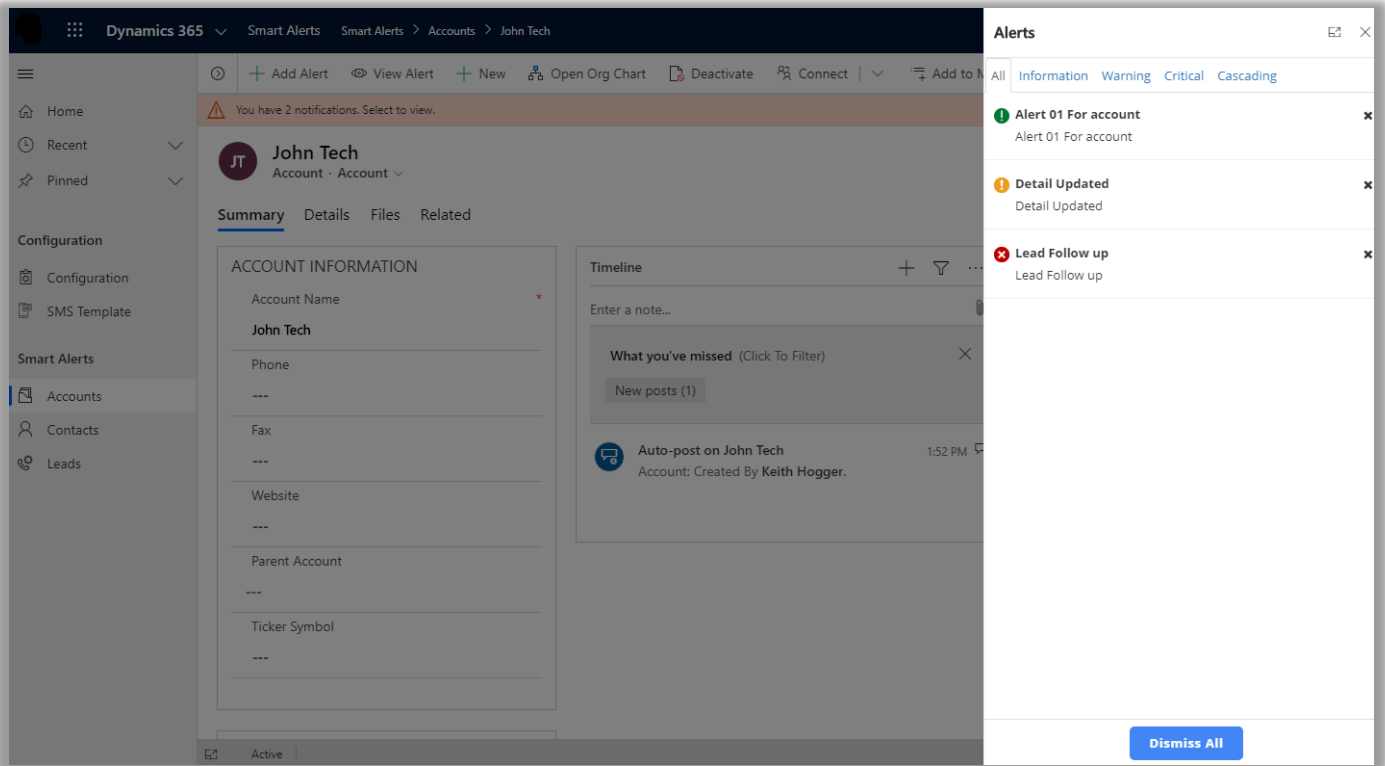 Dynamics 365 Smart Alerts Smart Alerts > Accounts > John Tech
Add Alert View Alert New Open Org Chart Deactivate Connect Add to
You have 2 notifications. Select to view.
Home
Recent
Pinned
Configuration
Configuration
SMS Template
Smart Alerts
Accounts
Contacts
Leads
JT
John Tech
Account · Account
Summary Details Files Related
ACCOUNT INFORMATION
Account Name *
John Tech
Phone
---
Fax
---
Website
---
Parent Account
---
Ticker Symbol
---
Timeline
Enter a note...
What you've missed (Click To Filter)
New posts (1)
Auto-post on John Tech 1:52 PM
Account: Created By Keith Hogger.
Active
Alerts
All Information Warning Critical Cascading
Alert 01 For account
Alert 01 For account
Detail Updated
Detail Updated
Lead Follow up
Lead Follow up
Dismiss All